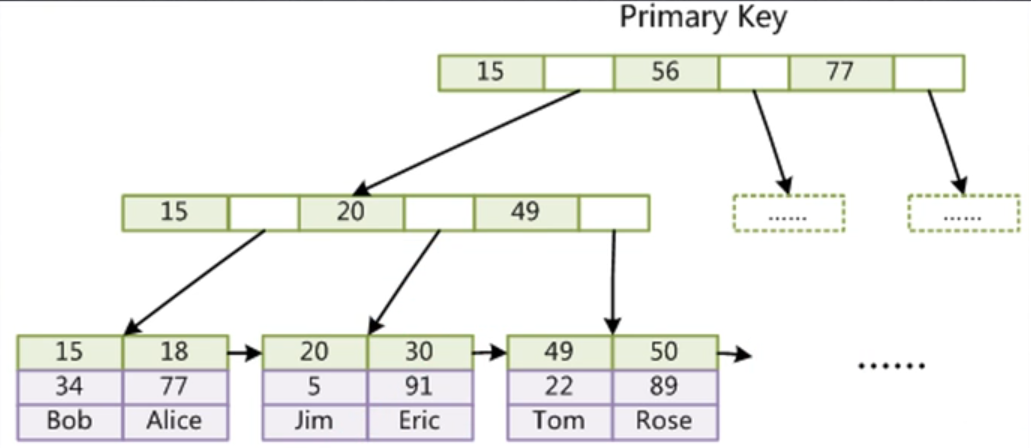 Primary Key
15 56 77
15 20 49 ...... ......
15 18 20 30 49 50 ......
34 77 5 91 22 89
Bob Alice Jim Eric Tom Rose